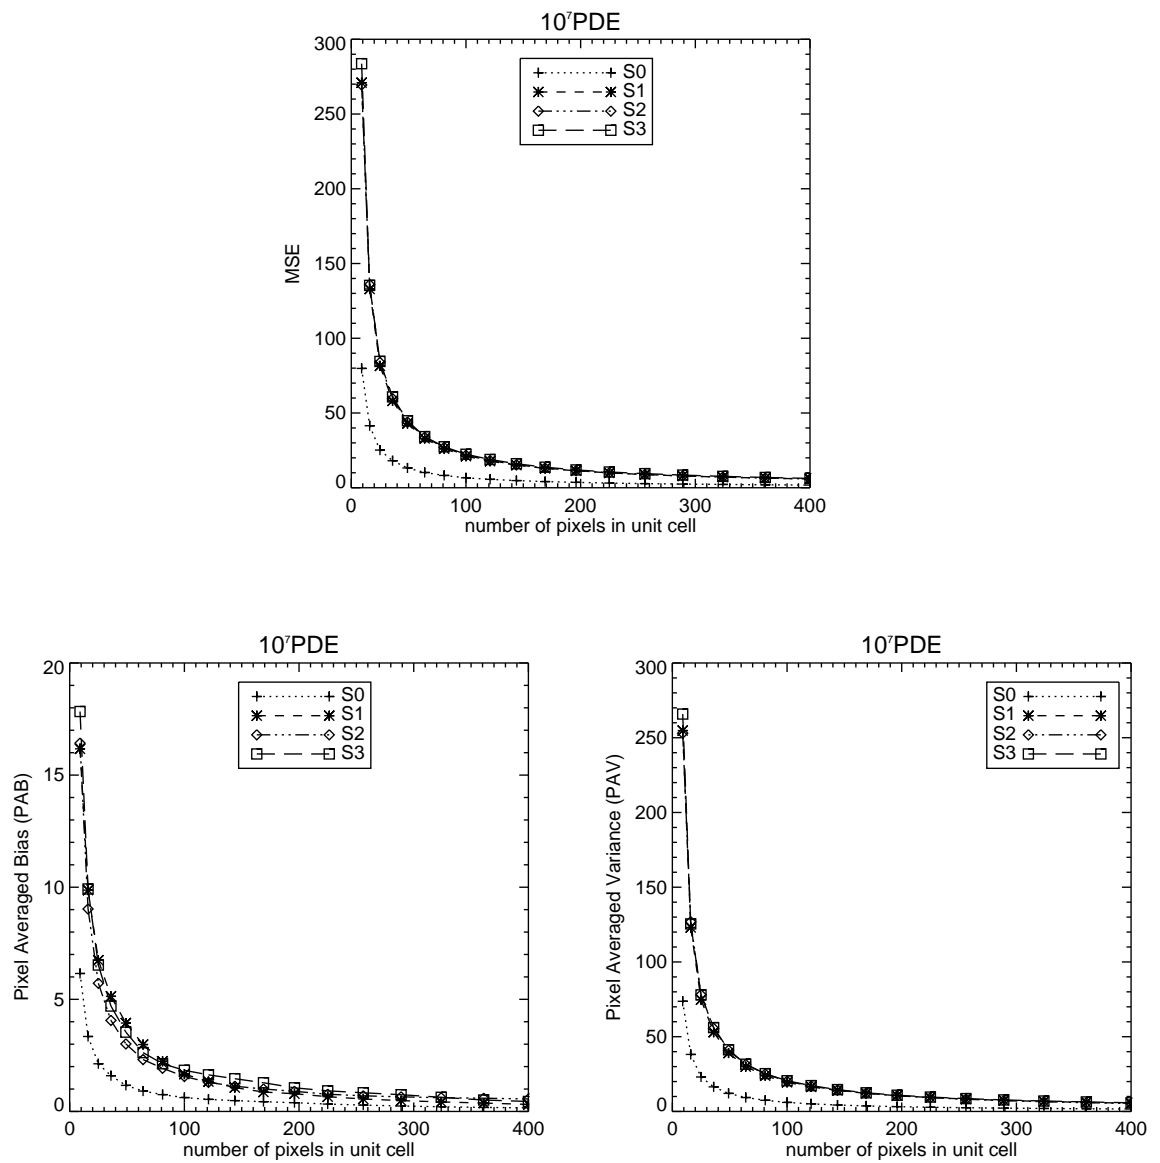 10⁷PDE
300
250
200
150
100
50
0
MSE
S0
S1
S2
S3
0 100 200 300 400
number of pixels in unit cell
10⁷PDE
20
15
10
5
0
Pixel Averaged Bias (PAB)
S0
S1
S2
S3
0 100 200 300 400
number of pixels in unit cell
10⁷PDE
300
250
200
150
100
50
0
Pixel Averaged Variance (PAV)
S0
S1
S2
S3
0 100 200 300 400
number of pixels in unit cell